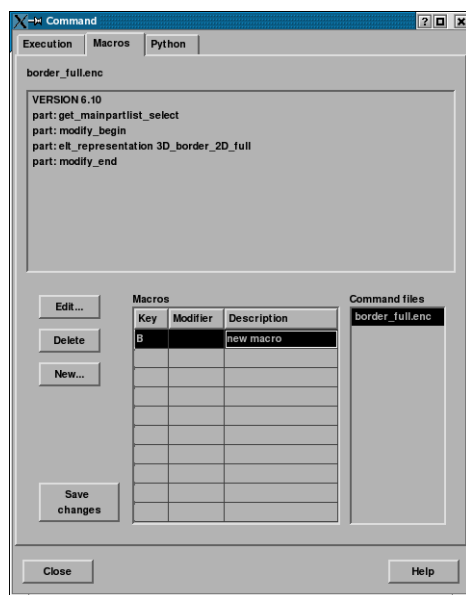 Command
Execution Macros Python
border_full.enc
VERSION 6.10
part: get_mainpartlist_select
part: modify_begin
part: elt_representation 3D_border_2D_full
part: modify_end
Edit...
Delete
New...
Save
changes
Macros
Key Modifier Description
B new macro
Command files
border_full.enc
Close Help